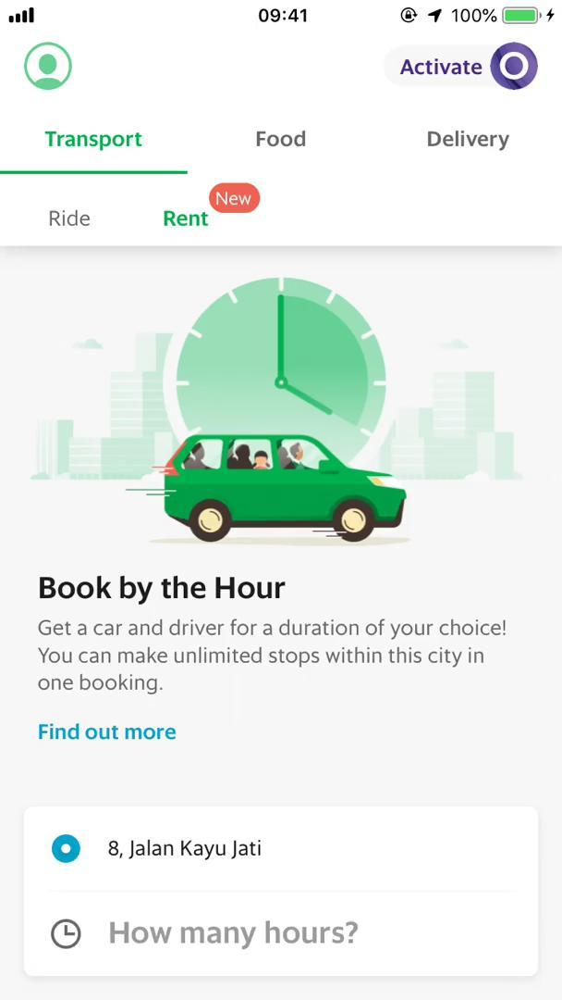 09:41
100%
Activate
Transport
Food
Delivery
Ride
Rent
New
Book by the Hour
Get a car and driver for a duration of your choice!
You can make unlimited stops within this city in
one booking.
Find out more
8, Jalan Kayu Jati
How many hours?